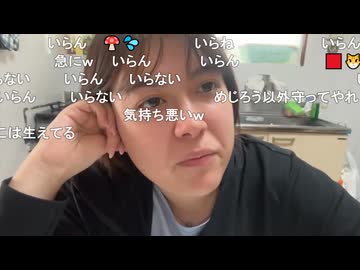 いらん 🍄💦 いらね いらん
急にw いらん いらん 🟥🐯
らない いらん いらない
いらん いらない めじろう以外守ってやれ
気持ち悪いw
には生えてる